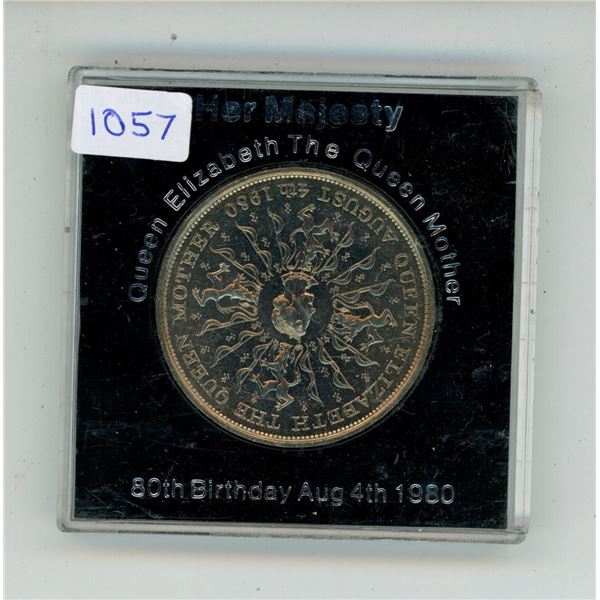 1057
Her Majesty
Queen Elizabeth The Queen Mother
QUEEN ELIZABETH THE QUEEN MOTHER
AUGUST 4th 1980
80th Birthday Aug 4th 1980